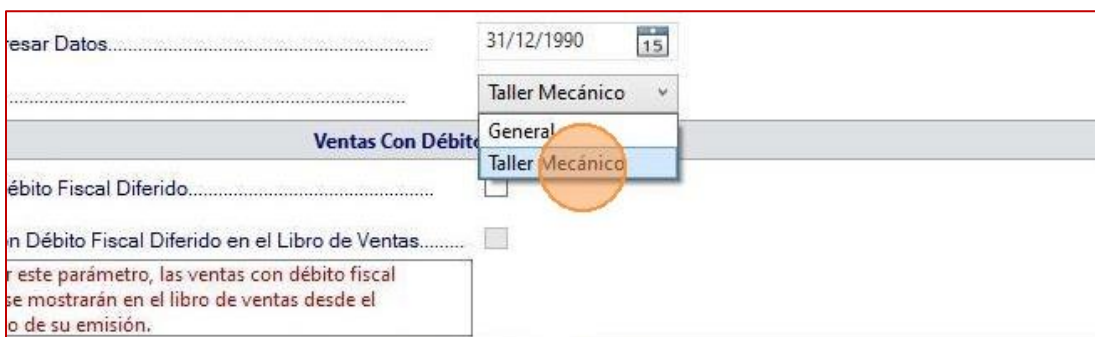 resar Datos................................................ 31/12/1990 15
................................................ Taller Mecánico
General
Ventas Con Débito
Taller Mecánico
ébito Fiscal Diferido................................................
n Débito Fiscal Diferido en el Libro de Ventas.........
r este parámetro, las ventas con débito fiscal
se mostrarán en el libro de ventas desde el
o de su emisión.